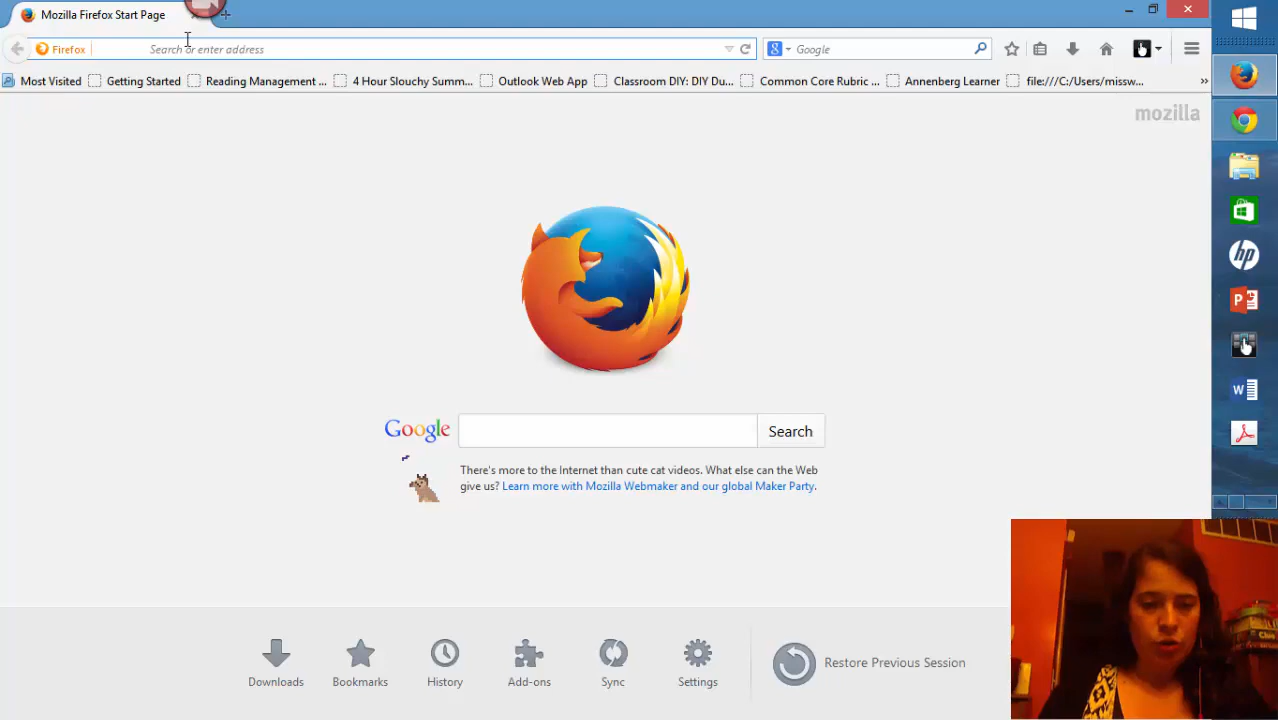 Mozilla Firefox Start Page
Firefox Search or enter address Google
Most Visited Getting Started Reading Management ... 4 Hour Slouchy Summ... Outlook Web App Classroom DIY: DIY Du... Common Core Rubric ... Annenberg Learner file:///C:/Users/missw... »
mozilla
Google Search
There's more to the Internet than cute cat videos. What else can the Web
give us? Learn more with Mozilla Webmaker and our global Maker Party.
Downloads Bookmarks History Add-ons Sync Settings Restore Previous Session